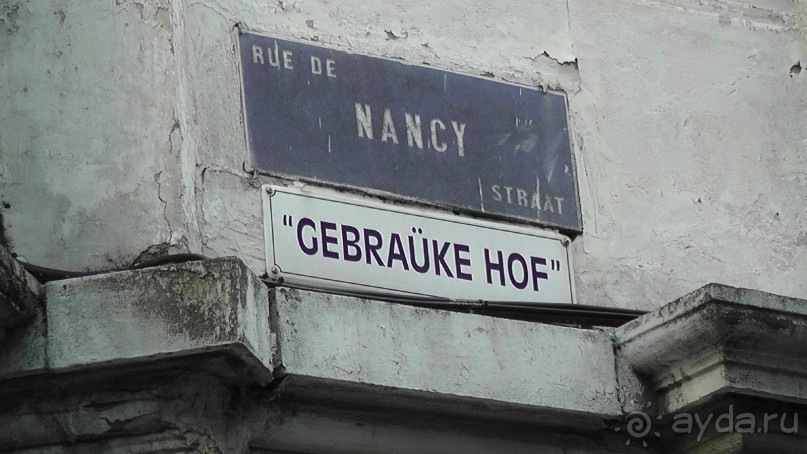 RUE DE
NANCY
STRAAT
"GEBRAÜKE HOF"
ayda.ru